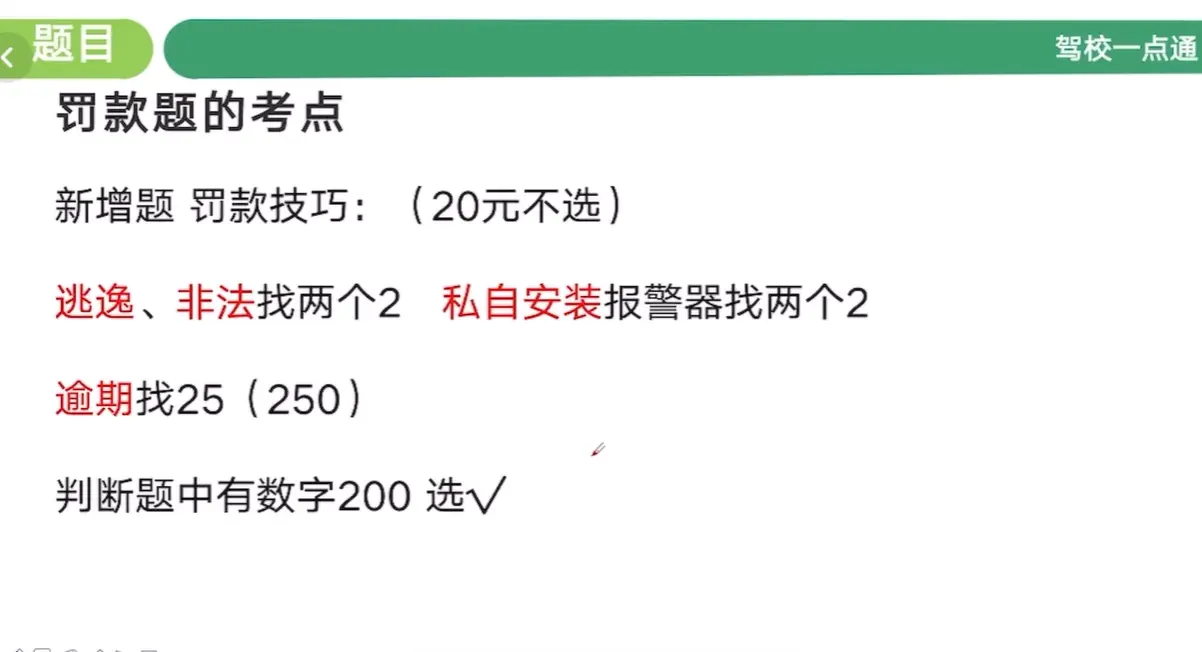 题目
驾校一点通
罚款题的考点
新增题 罚款技巧：（20元不选）
逃逸、非法找两个2 私自安装报警器找两个2
逾期找25（250）
判断题中有数字200 选√